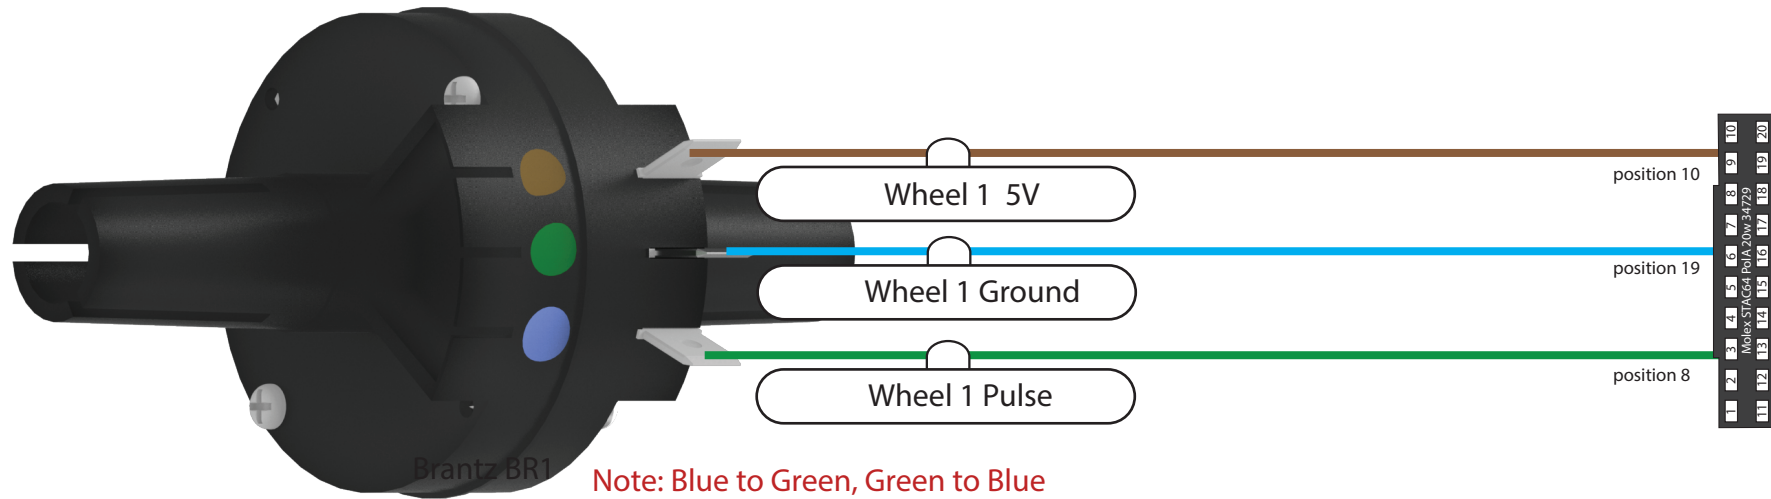 Wheel 1  5V
position 10
Wheel 1 Ground
position 19
Wheel 1 Pulse
position 8
Brantz BR1
Note: Blue to Green, Green to Blue
Molex STAC64 Pol A 20w 34729
10 20
9 19
8 18
7 17
6 16
5 15
4 14
3 13
2 12
1 11